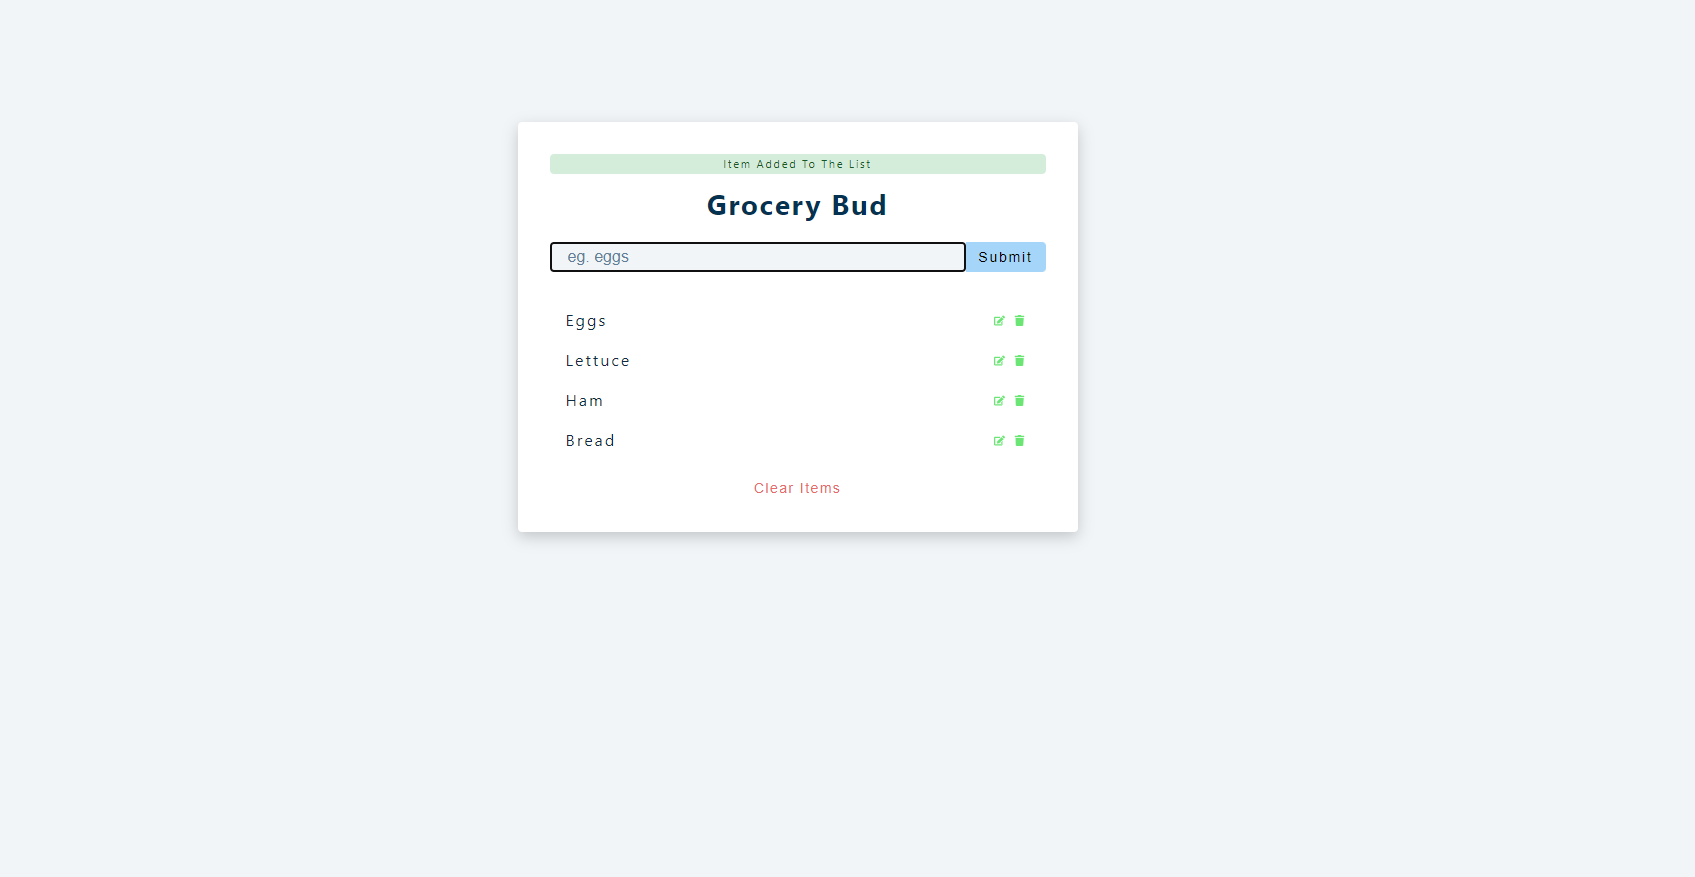 Item Added To The List
Grocery Bud
eg. eggs
Submit
Eggs
Lettuce
Ham
Bread
Clear Items